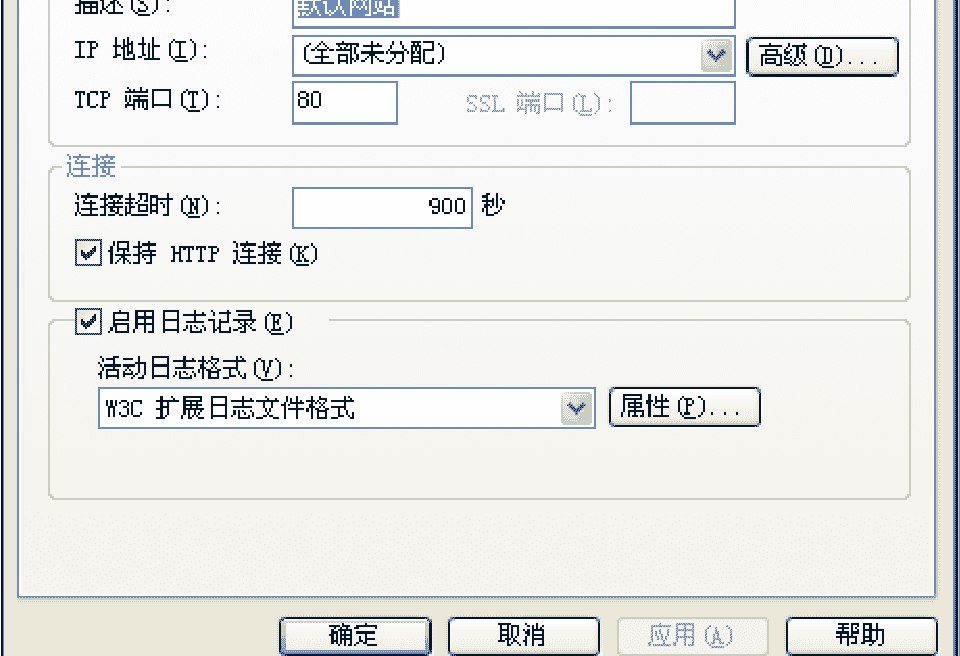 描述(S): 默认网站
IP 地址(I): (全部未分配) 高级(D)...
TCP 端口(T): 80 SSL 端口(L):
连接
连接超时(N): 900 秒
保持 HTTP 连接(K)
启用日志记录(E)
活动日志格式(V):
W3C 扩展日志文件格式 属性(P)...
确定 取消 应用(A) 帮助